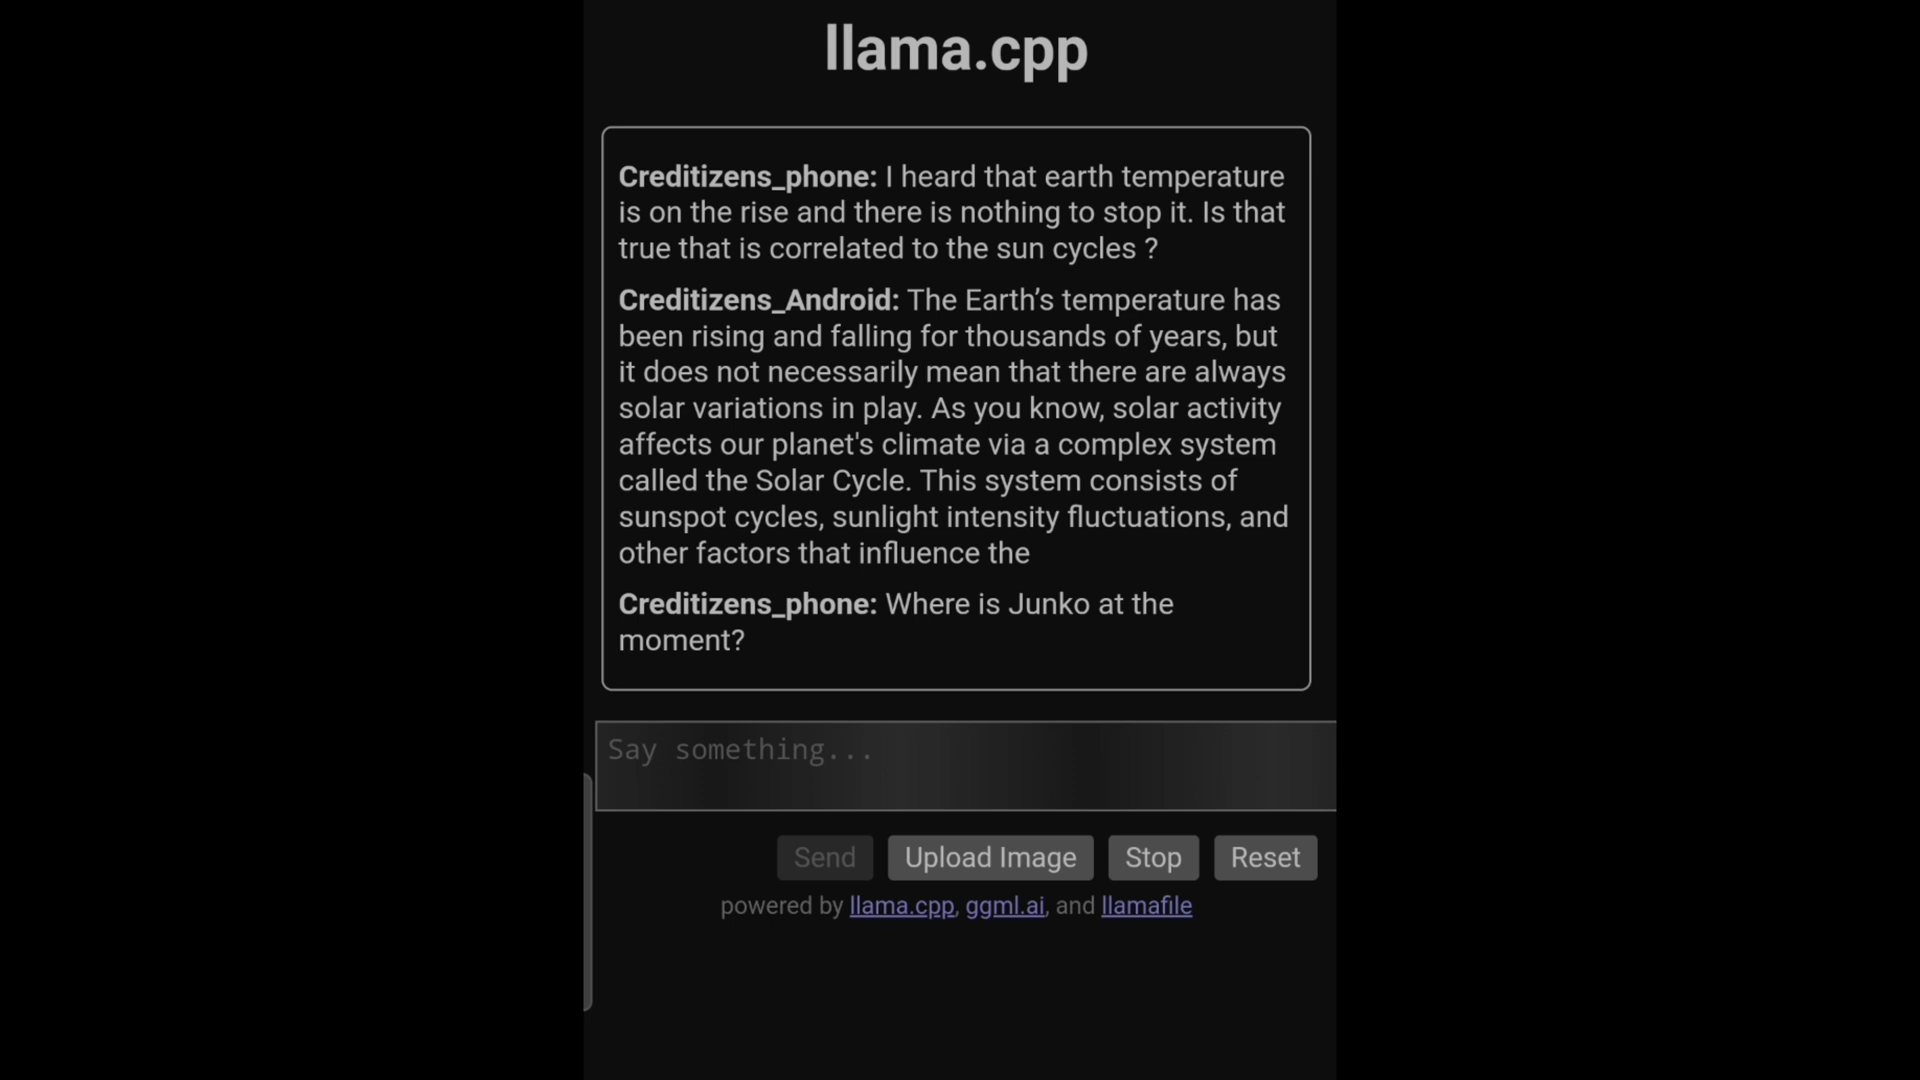 llama.cpp
Creditizens_phone: I heard that earth temperature
is on the rise and there is nothing to stop it. Is that
true that is correlated to the sun cycles ?
Creditizens_Android: The Earth’s temperature has
been rising and falling for thousands of years, but
it does not necessarily mean that there are always
solar variations in play. As you know, solar activity
affects our planet's climate via a complex system
called the Solar Cycle. This system consists of
sunspot cycles, sunlight intensity fluctuations, and
other factors that influence the
Creditizens_phone: Where is Junko at the
moment?
Say something...
Send Upload Image Stop Reset
powered by llama.cpp, ggml.ai, and llamafile